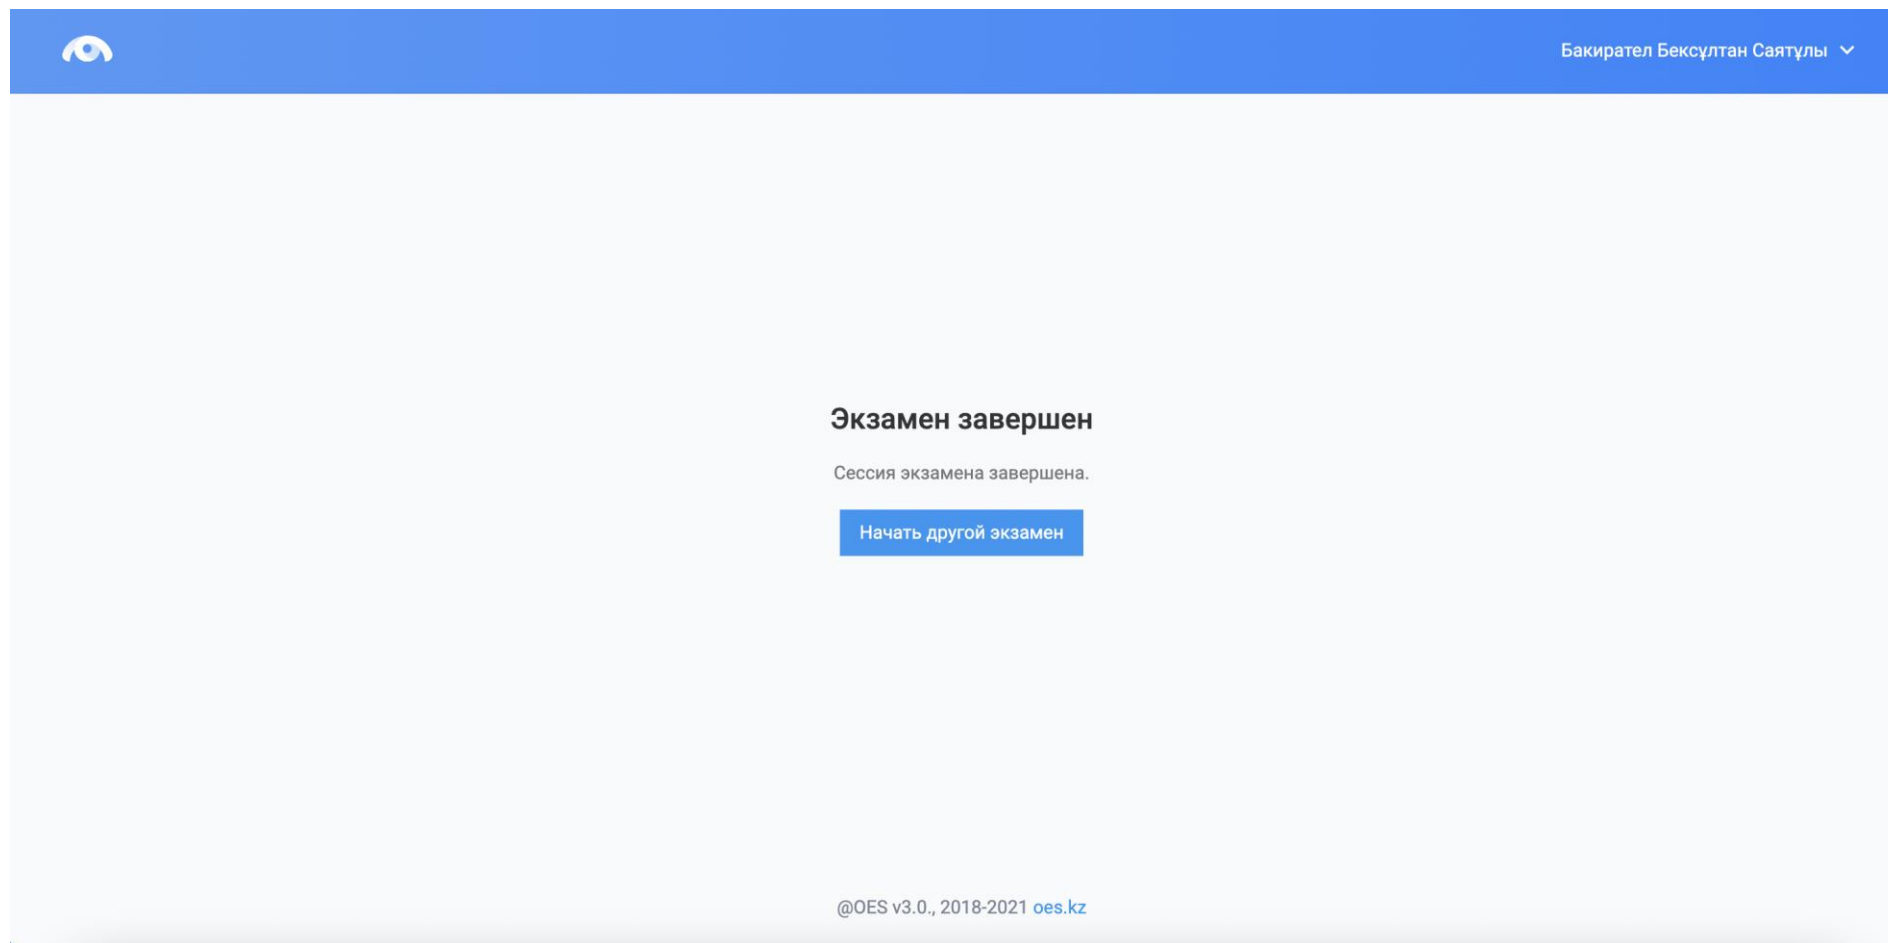 Бакирател Бексұлтан Саятұлы
Экзамен завершен
Сессия экзамена завершена.
Начать другой экзамен
@OES v3.0., 2018-2021 oes.kz